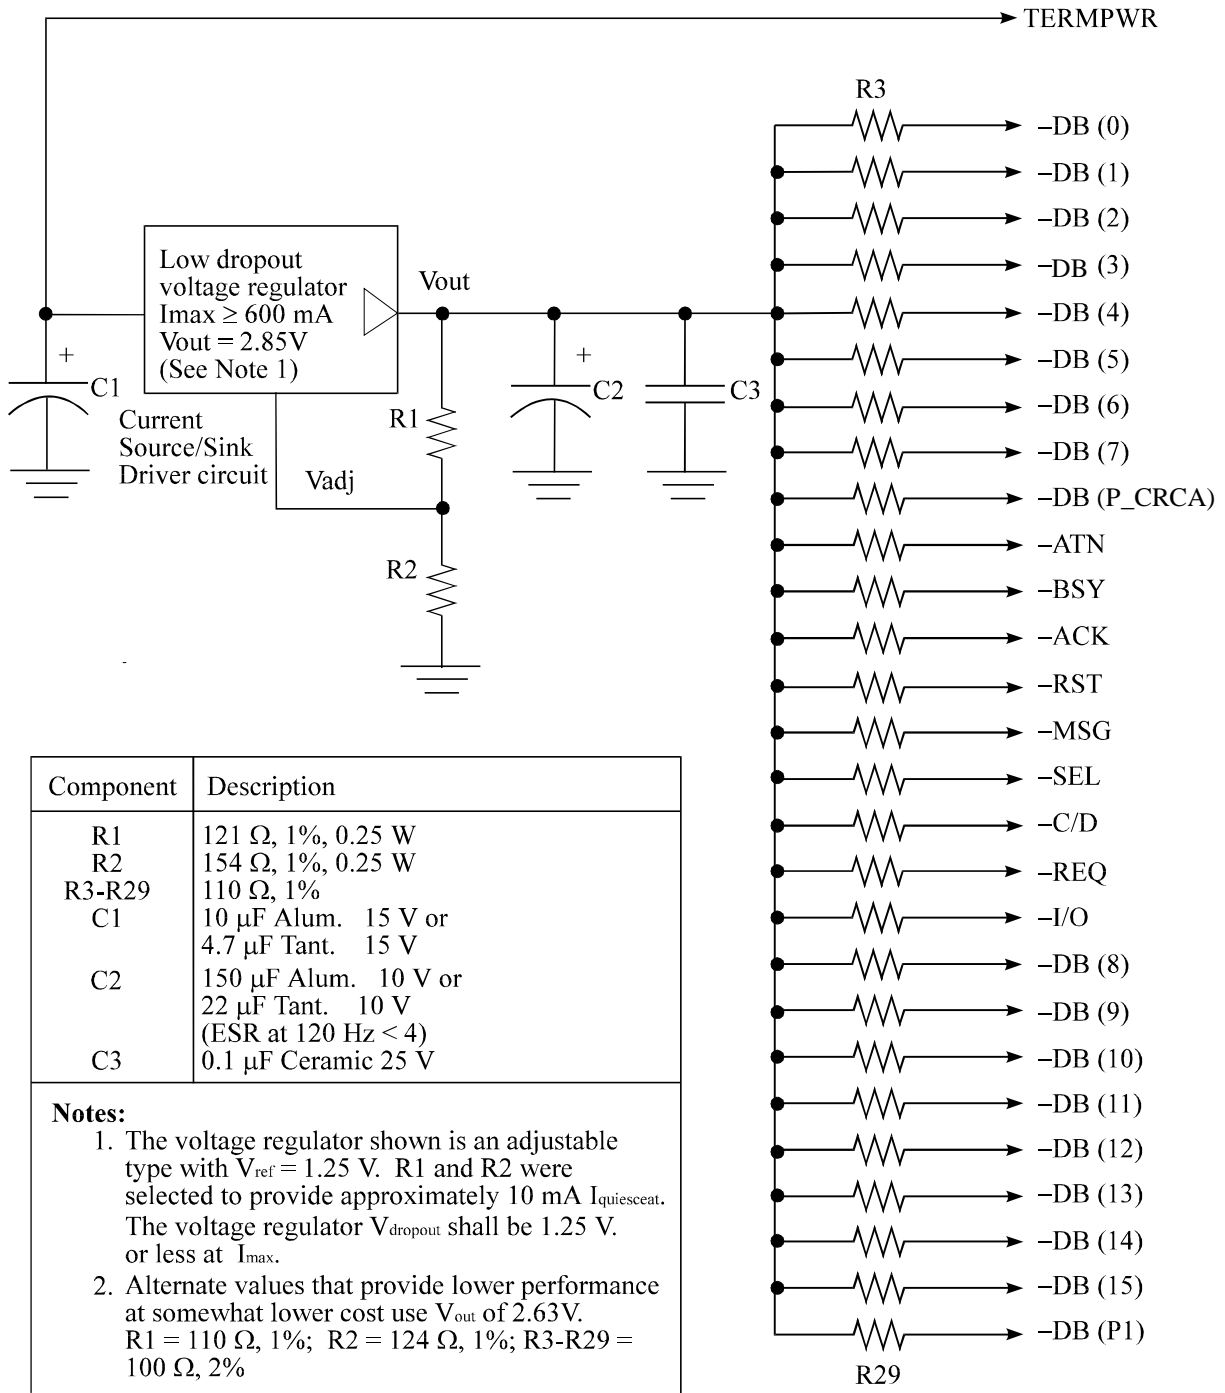 TERMPWR
R3
–DB (0)
–DB (1)
–DB (2)
–DB (3)
–DB (4)
–DB (5)
–DB (6)
–DB (7)
–DB (P_CRCA)
–ATN
–BSY
–ACK
–RST
–MSG
–SEL
–C/D
–REQ
–I/O
–DB (8)
–DB (9)
–DB (10)
–DB (11)
–DB (12)
–DB (13)
–DB (14)
–DB (15)
–DB (P1)
R29
Low dropout
voltage regulator
Imax ≥ 600 mA
Vout = 2.85V
(See Note 1)
Vout
+
C1
Current
Source/Sink
Driver circuit
Vadj
R1
R2
+
C2
C3
Component Description
R1 121 Ω, 1%, 0.25 W
R2 154 Ω, 1%, 0.25 W
R3-R29 110 Ω, 1%
C1 10 μF Alum. 15 V or
4.7 μF Tant. 15 V
C2 150 μF Alum. 10 V or
22 μF Tant. 10 V
(ESR at 120 Hz < 4)
C3 0.1 μF Ceramic 25 V
Notes:
1. The voltage regulator shown is an adjustable
type with Vref = 1.25 V. R1 and R2 were
selected to provide approximately 10 mA Iquiesceat.
The voltage regulator Vdropout shall be 1.25 V.
or less at Imax.
2. Alternate values that provide lower performance
at somewhat lower cost use Vout of 2.63V.
R1 = 110 Ω, 1%; R2 = 124 Ω, 1%; R3-R29 =
100 Ω, 2%